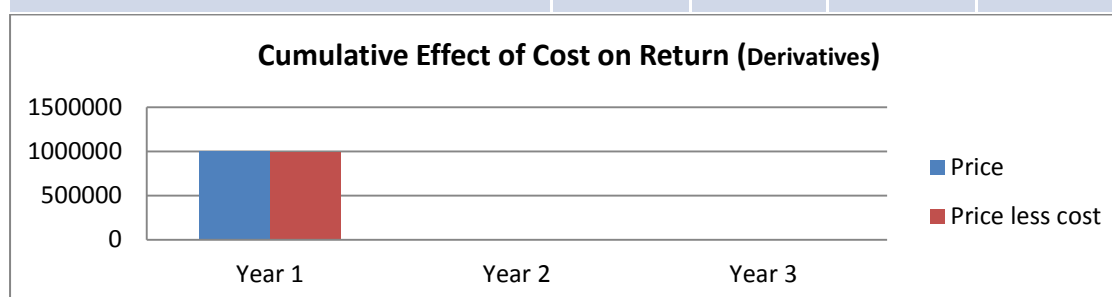 Cumulative Effect of Cost on Return (Derivatives)
1500000
1000000
500000
0
Year 1 Year 2 Year 3
Price
Price less cost